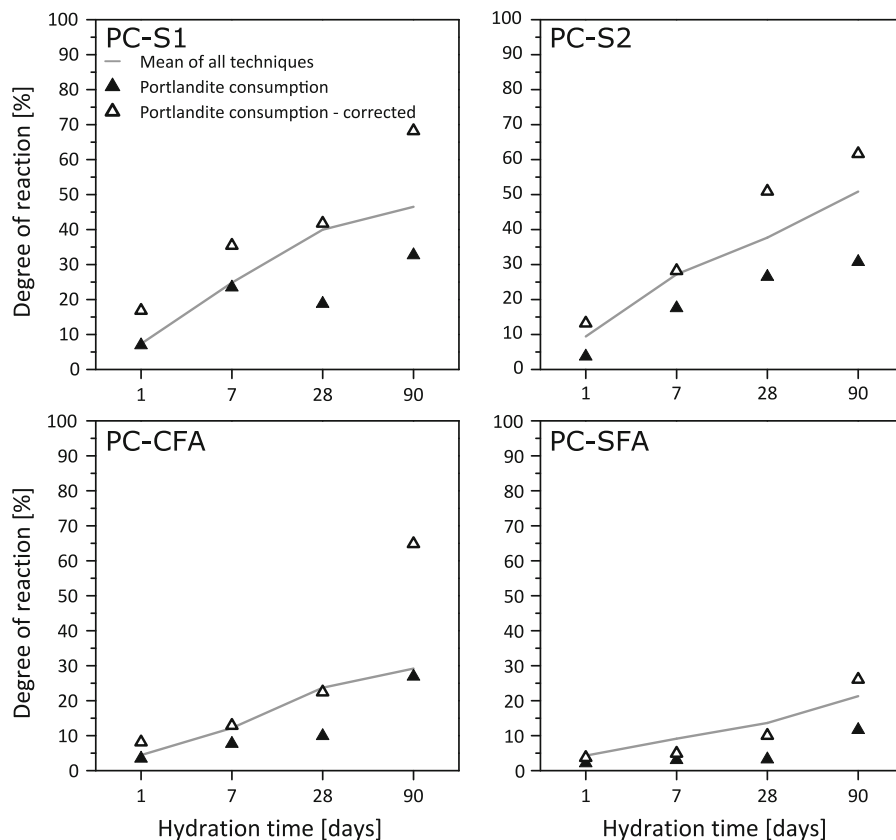 PC-S1
Mean of all techniques
Portlandite consumption
Portlandite consumption - corrected
Degree of reaction [%]
100
90
80
70
60
50
40
30
20
10
0
1 7 28 90
PC-S2
100
90
80
70
60
50
40
30
20
10
0
1 7 28 90
PC-CFA
Degree of reaction [%]
100
90
80
70
60
50
40
30
20
10
0
1 7 28 90
Hydration time [days]
PC-SFA
100
90
80
70
60
50
40
30
20
10
0
1 7 28 90
Hydration time [days]